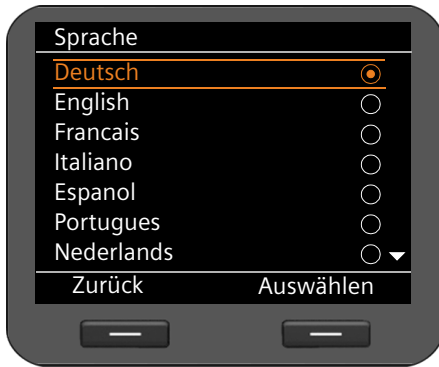 Sprache
Deutsch
English
Francais
Italiano
Espanol
Portugues
Nederlands
Zurück Auswählen